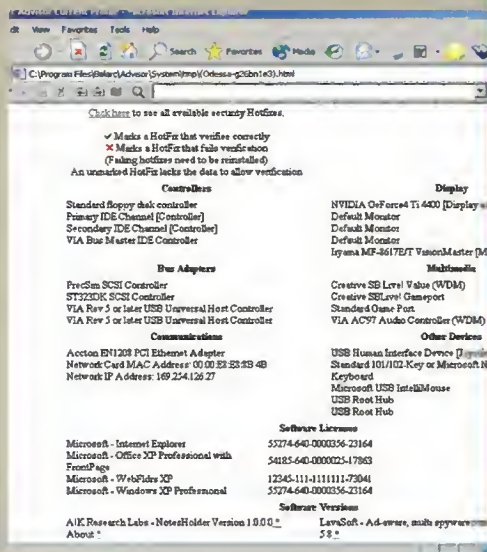 dit View Favorites Tools Help
Search Favorites Media
C:\Program Files\Belarc\Advisor\System\tmp\(Odessa-g26bn1e3).html
Click here to see all available security Hotfixes.
✔ Marks a HotFix that verifies correctly
✘ Marks a HotFix that fails verification
(Failing hotfixes need to be reinstalled)
An unmarked HotFix lacks the data to allow verification
Controllers
Standard floppy disk controller
Primary IDE Channel [Controller]
Secondary IDE Channel [Controller]
VIA Bus Master IDE Controller
Display
NVIDIA GeForce4 Ti 4400 [Display
Default Monitor
Default Monitor
Default Monitor
Iiyama MF-8617E/T VisionMaster [M
Bus Adapters
PrecSim SCSI Controller
ST323DK SCSI Controller
VIA Rev 5 or later USB Universal Host Controller
VIA Rev 5 or later USB Universal Host Controller
Multimedia
Creative SB Live! Value (WDM)
Creative SBLive! Gameport
Standard Game Port
VIA AC97 Audio Controller (WDM)
Communications
Accton EN1208 PCI Ethernet Adapter
Network Card MAC Address:
Network IP Address: 169.254.126.27
Other Devices
USB Human Interface Device
Standard 101/102-Key or Microsoft N
Keyboard
Microsoft USB IntelliMouse
USB Root Hub
USB Root Hub
Software Licenses
Microsoft - Internet Explorer 55274-640-0000356-23164
Microsoft - Office XP Professional with FrontPage 54185-640-0000025-17863
Microsoft - WebFldrs XP 12345-111-1111111-73041
Microsoft - Windows XP Professional 55274-640-0000356-23164
Software Versions
AIK Research Labs - NotesHolder Version 1.0.0.0 *
About *
LavaSoft - Ad-aware, multi spyware
5.8 *